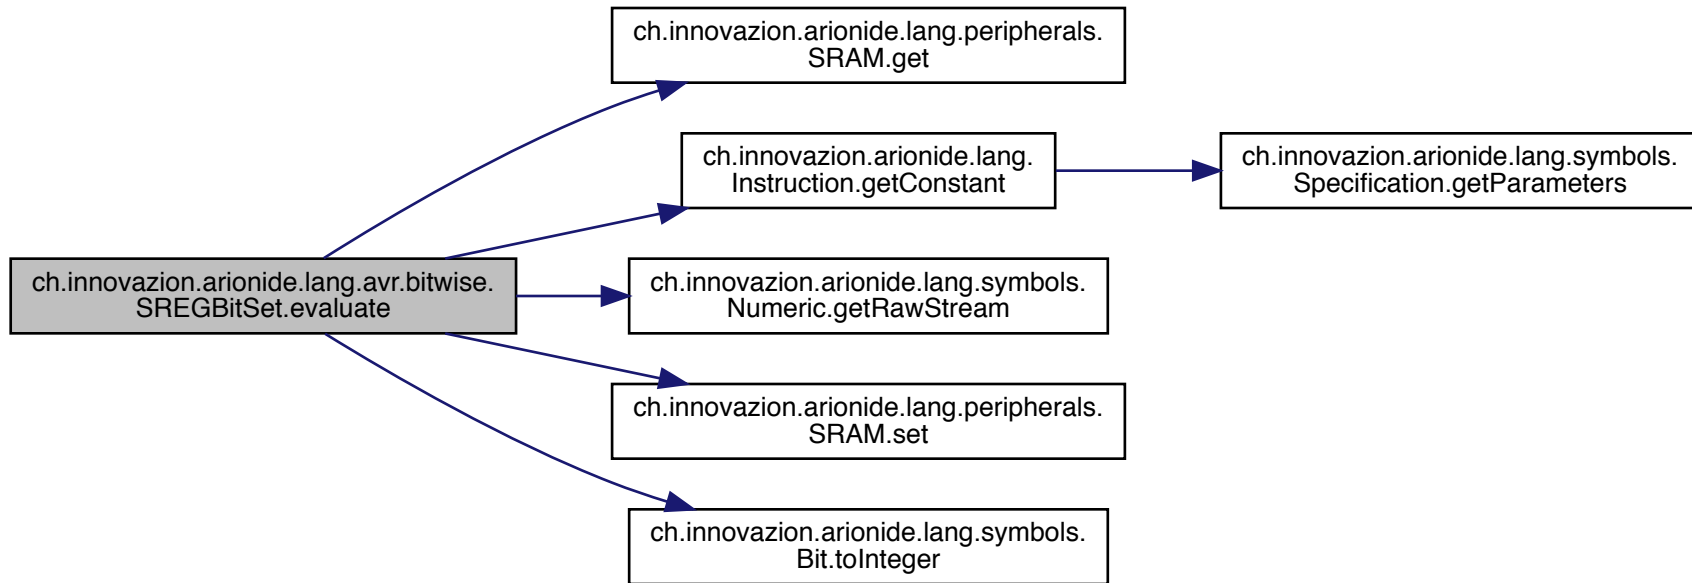 ch.innovazion.arionide.lang.peripherals.
SRAM.get
ch.innovazion.arionide.lang.
Instruction.getConstant
ch.innovazion.arionide.lang.symbols.
Specification.getParameters
ch.innovazion.arionide.lang.avr.bitwise.
SREGBitSet.evaluate
ch.innovazion.arionide.lang.symbols.
Numeric.getRawStream
ch.innovazion.arionide.lang.peripherals.
SRAM.set
ch.innovazion.arionide.lang.symbols.
Bit.toInteger